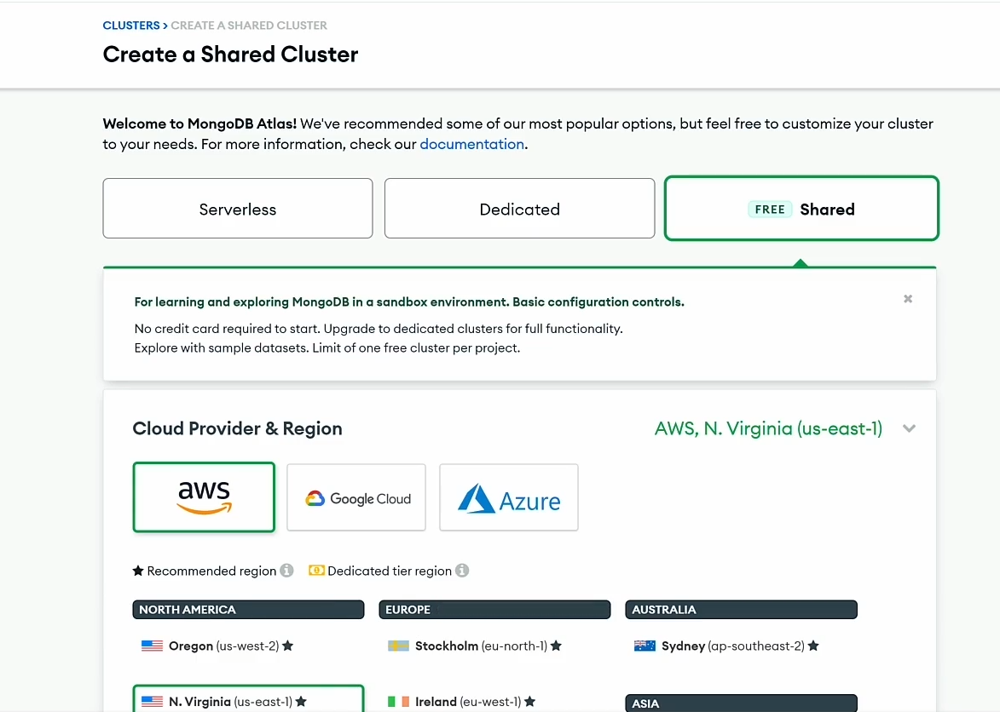 CLUSTERS > CREATE A SHARED CLUSTER
Create a Shared Cluster
Welcome to MongoDB Atlas! We've recommended some of our most popular options, but feel free to customize your cluster
to your needs. For more information, check our documentation.
Serverless
Dedicated
FREE Shared
For learning and exploring MongoDB in a sandbox environment. Basic configuration controls.
No credit card required to start. Upgrade to dedicated clusters for full functionality.
Explore with sample datasets. Limit of one free cluster per project.
Cloud Provider & Region
AWS, N. Virginia (us-east-1)
aws
Google Cloud
Azure
★ Recommended region
Dedicated tier region
NORTH AMERICA
EUROPE
AUSTRALIA
Oregon (us-west-2) ★
Stockholm (eu-north-1) ★
Sydney (ap-southeast-2) ★
N. Virginia (us-east-1) ★
Ireland (eu-west-1) ★
ASIA